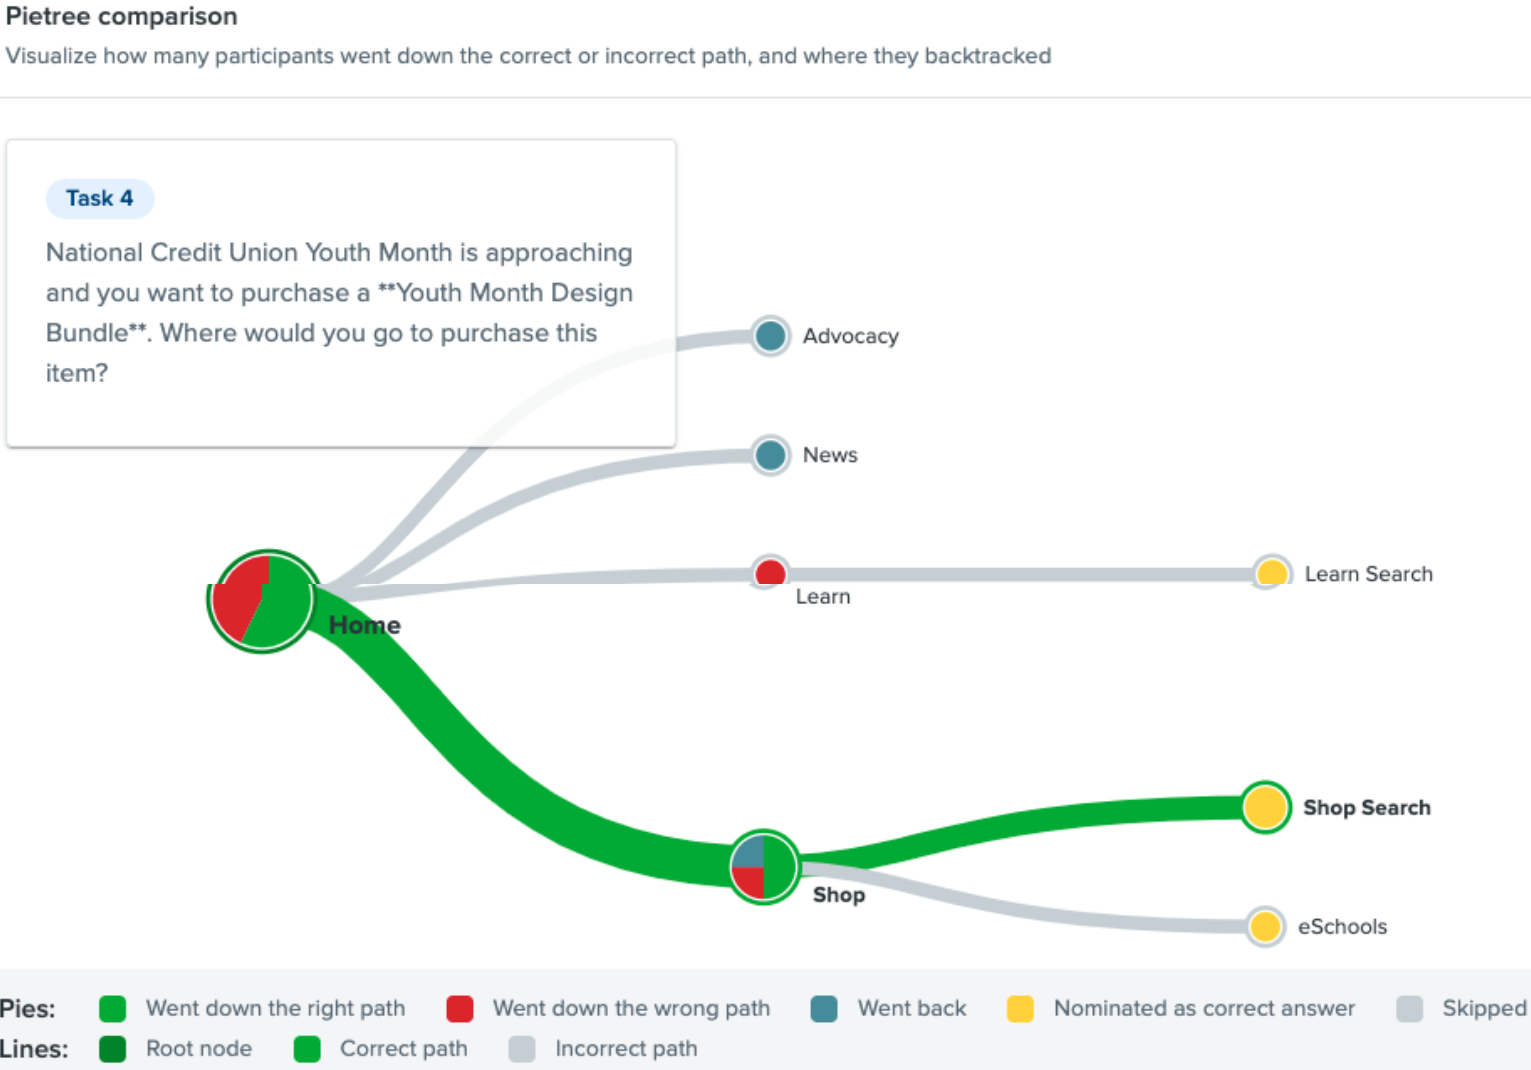 Pietree comparison
Visualize how many participants went down the correct or incorrect path, and where they backtracked
Task 4
National Credit Union Youth Month is approaching
and you want to purchase a **Youth Month Design
Bundle**. Where would you go to purchase this
item?
Advocacy
News
Learn Search
Learn
Home
Shop Search
Shop
eSchools
Pies: Went down the right path Went down the wrong path Went back Nominated as correct answer Skipped
Lines: Root node Correct path Incorrect path